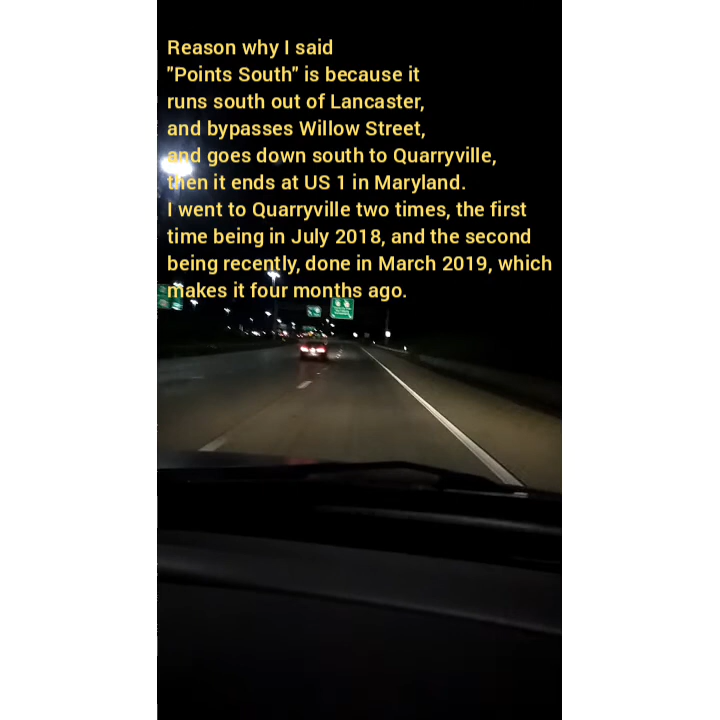 Reason why I said
"Points South" is because it
runs south out of Lancaster,
and bypasses Willow Street,
and goes down south to Quarryville,
then it ends at US 1 in Maryland.
I went to Quarryville two times, the first
time being in July 2018, and the second
being recently, done in March 2019, which
makes it four months ago.